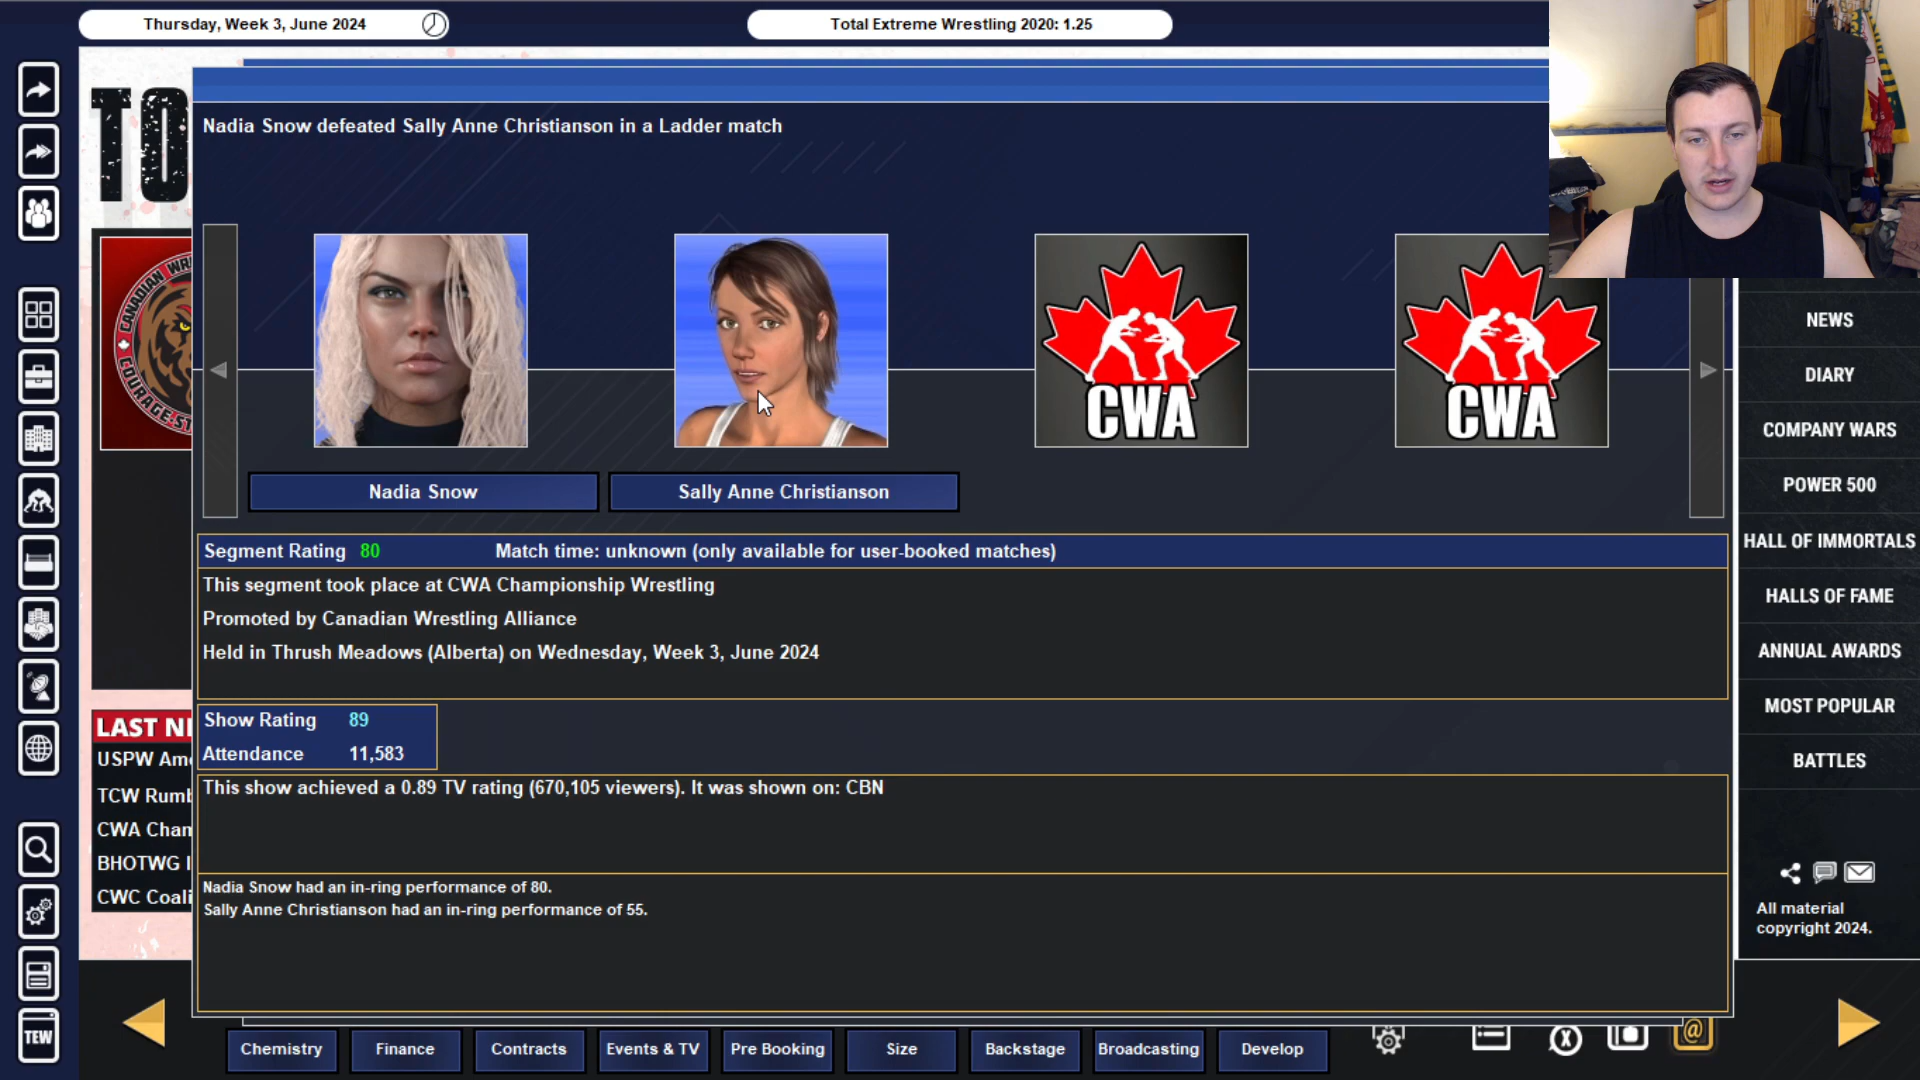 Thursday, Week 3, June 2024
Total Extreme Wrestling 2020: 1.25
TO
Nadia Snow defeated Sally Anne Christianson in a Ladder match
CANADIAN WR
COURAGE
CWA
CWA
Nadia Snow
Sally Anne Christianson
Segment Rating 80
Match time: unknown (only available for user-booked matches)
This segment took place at CWA Championship Wrestling
Promoted by Canadian Wrestling Alliance
Held in Thrush Meadows (Alberta) on Wednesday, Week 3, June 2024
Show Rating 89
Attendance 11,583
This show achieved a 0.89 TV rating (670,105 viewers). It was shown on: CBN
Nadia Snow had an in-ring performance of 80.
Sally Anne Christianson had an in-ring performance of 55.
LAST NI
USPW Am
TCW Rumb
CWA Cham
BHOTWG I
CWC Coali
NEWS
DIARY
COMPANY WARS
POWER 500
HALL OF IMMORTALS
HALLS OF FAME
ANNUAL AWARDS
MOST POPULAR
BATTLES
All material
copyright 2024.
TEW
Chemistry
Finance
Contracts
Events & TV
Pre Booking
Size
Backstage
Broadcasting
Develop